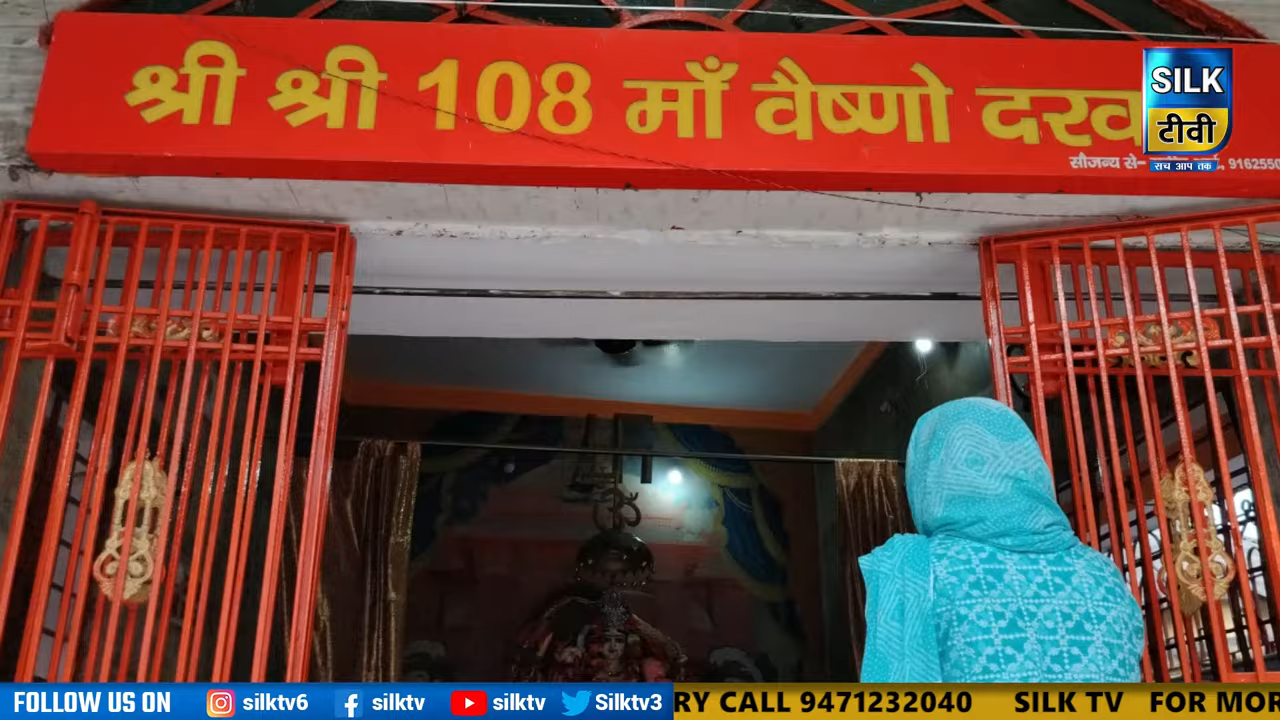 श्री श्री 108 माँ वैष्णो दरब
सौजन्य से-
, 9162550
SILK
टीवी
सच आप तक
FOLLOW US ON silktv6 silktv silktv Silktv3
RY CALL 9471232040 SILK TV FOR MOR